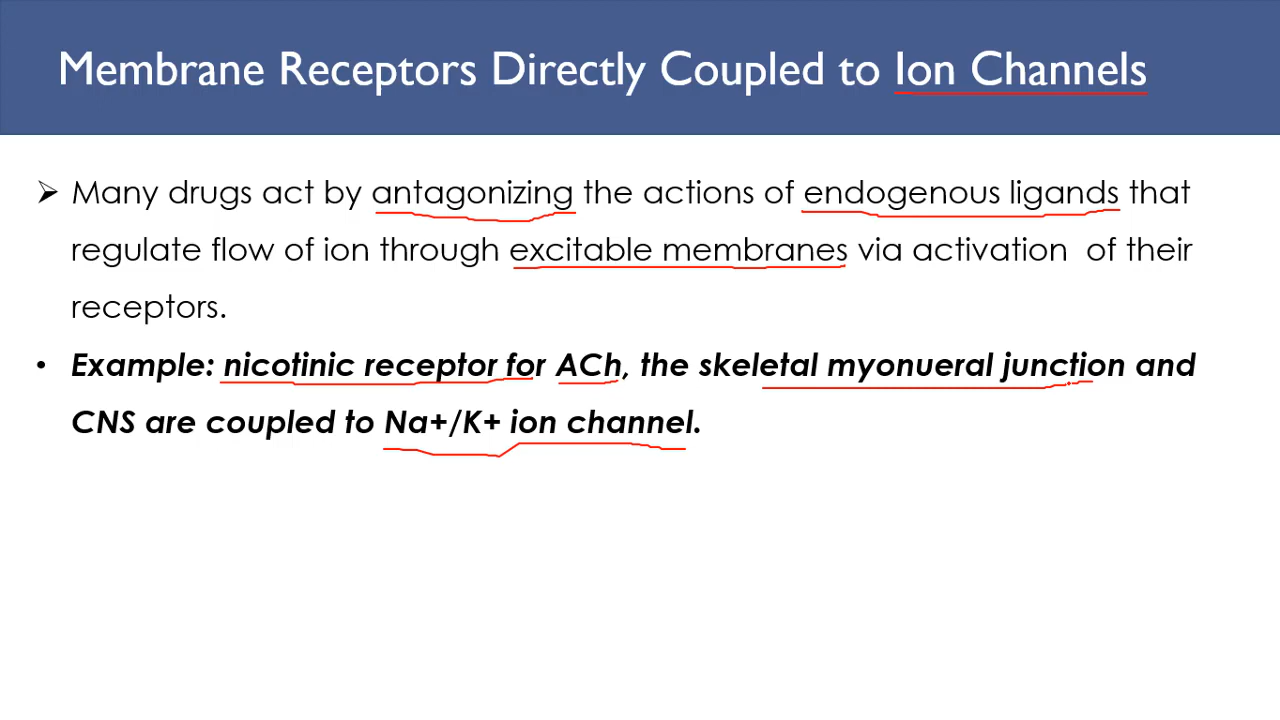 Membrane Receptors Directly Coupled to Ion Channels
➢ Many drugs act by antagonizing the actions of endogenous ligands that
regulate flow of ion through excitable membranes via activation of their
receptors.
• Example: nicotinic receptor for ACh, the skeletal myonueral junction and
CNS are coupled to Na+/K+ ion channel.